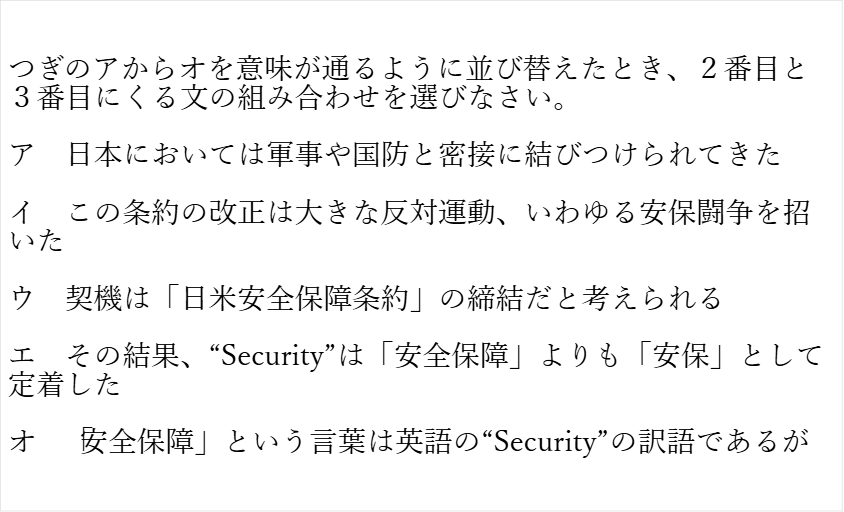 つぎのアからオを意味が通るように並び替えたとき、２番目と
３番目にくる文の組み合わせを選びなさい。
ア　日本においては軍事や国防と密接に結びつけられてきた
イ　この条約の改正は大きな反対運動、いわゆる安保闘争を招
いた
ウ　契機は「日米安全保障条約」の締結だと考えられる
エ　その結果、“Security”は「安全保障」よりも「安保」として
定着した
オ　「安全保障」という言葉は英語の“Security”の訳語であるが